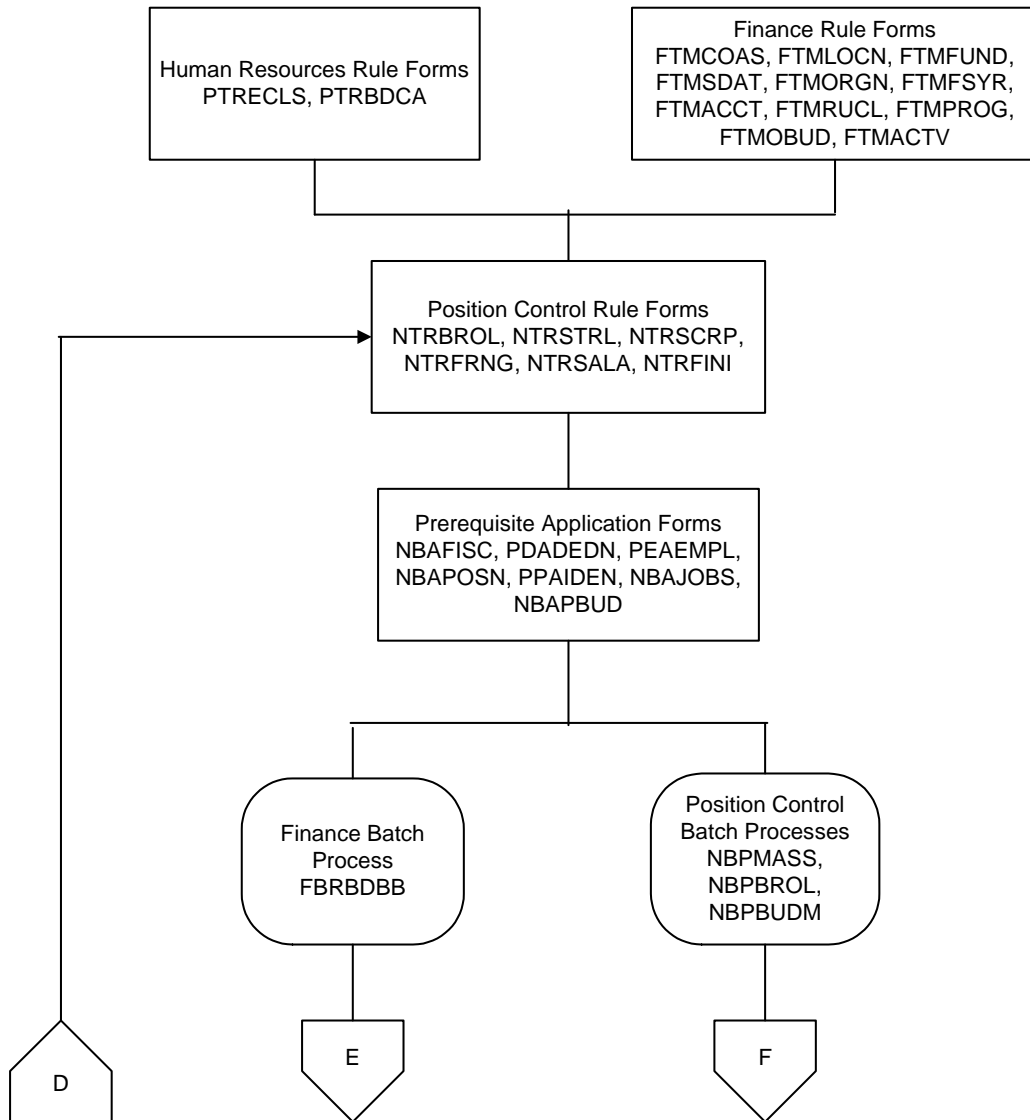 Human Resources Rule Forms
PTRECLS, PTRBDCA
Finance Rule Forms
FTMCOAS, FTMLOCN, FTMFUND,
FTMSDAT, FTMORGN, FTMFSYR,
FTMACCT, FTMRUCL, FTMPROG,
FTMOBUD, FTMACTV
Position Control Rule Forms
NTRBROL, NTRSTRL, NTRSCRP,
NTRFRNG, NTRSALA, NTRFINI
Prerequisite Application Forms
NBAFISC, PDADEDN, PEAEMPL,
NBAPOSN, PPAIDEN, NBAJOBS,
NBAPBUD
Finance Batch
Process
FBRBDBB
Position Control
Batch Processes
NBPMASS,
NBPBROL,
NBPBUDM
D
E
F